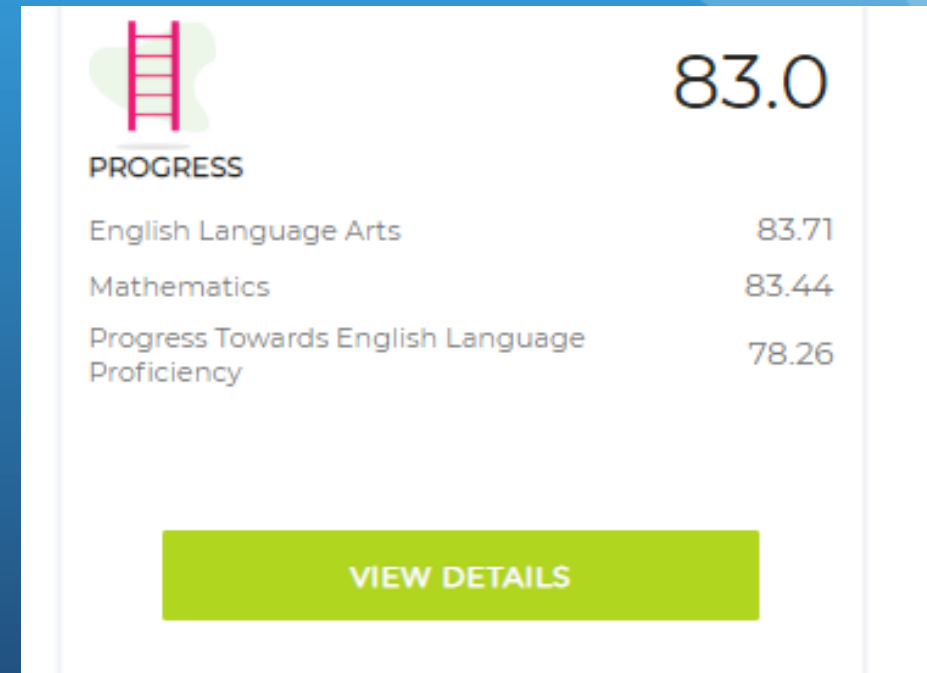 83.0
PROGRESS
English Language Arts 83.71
Mathematics 83.44
Progress Towards English Language
Proficiency 78.26
VIEW DETAILS